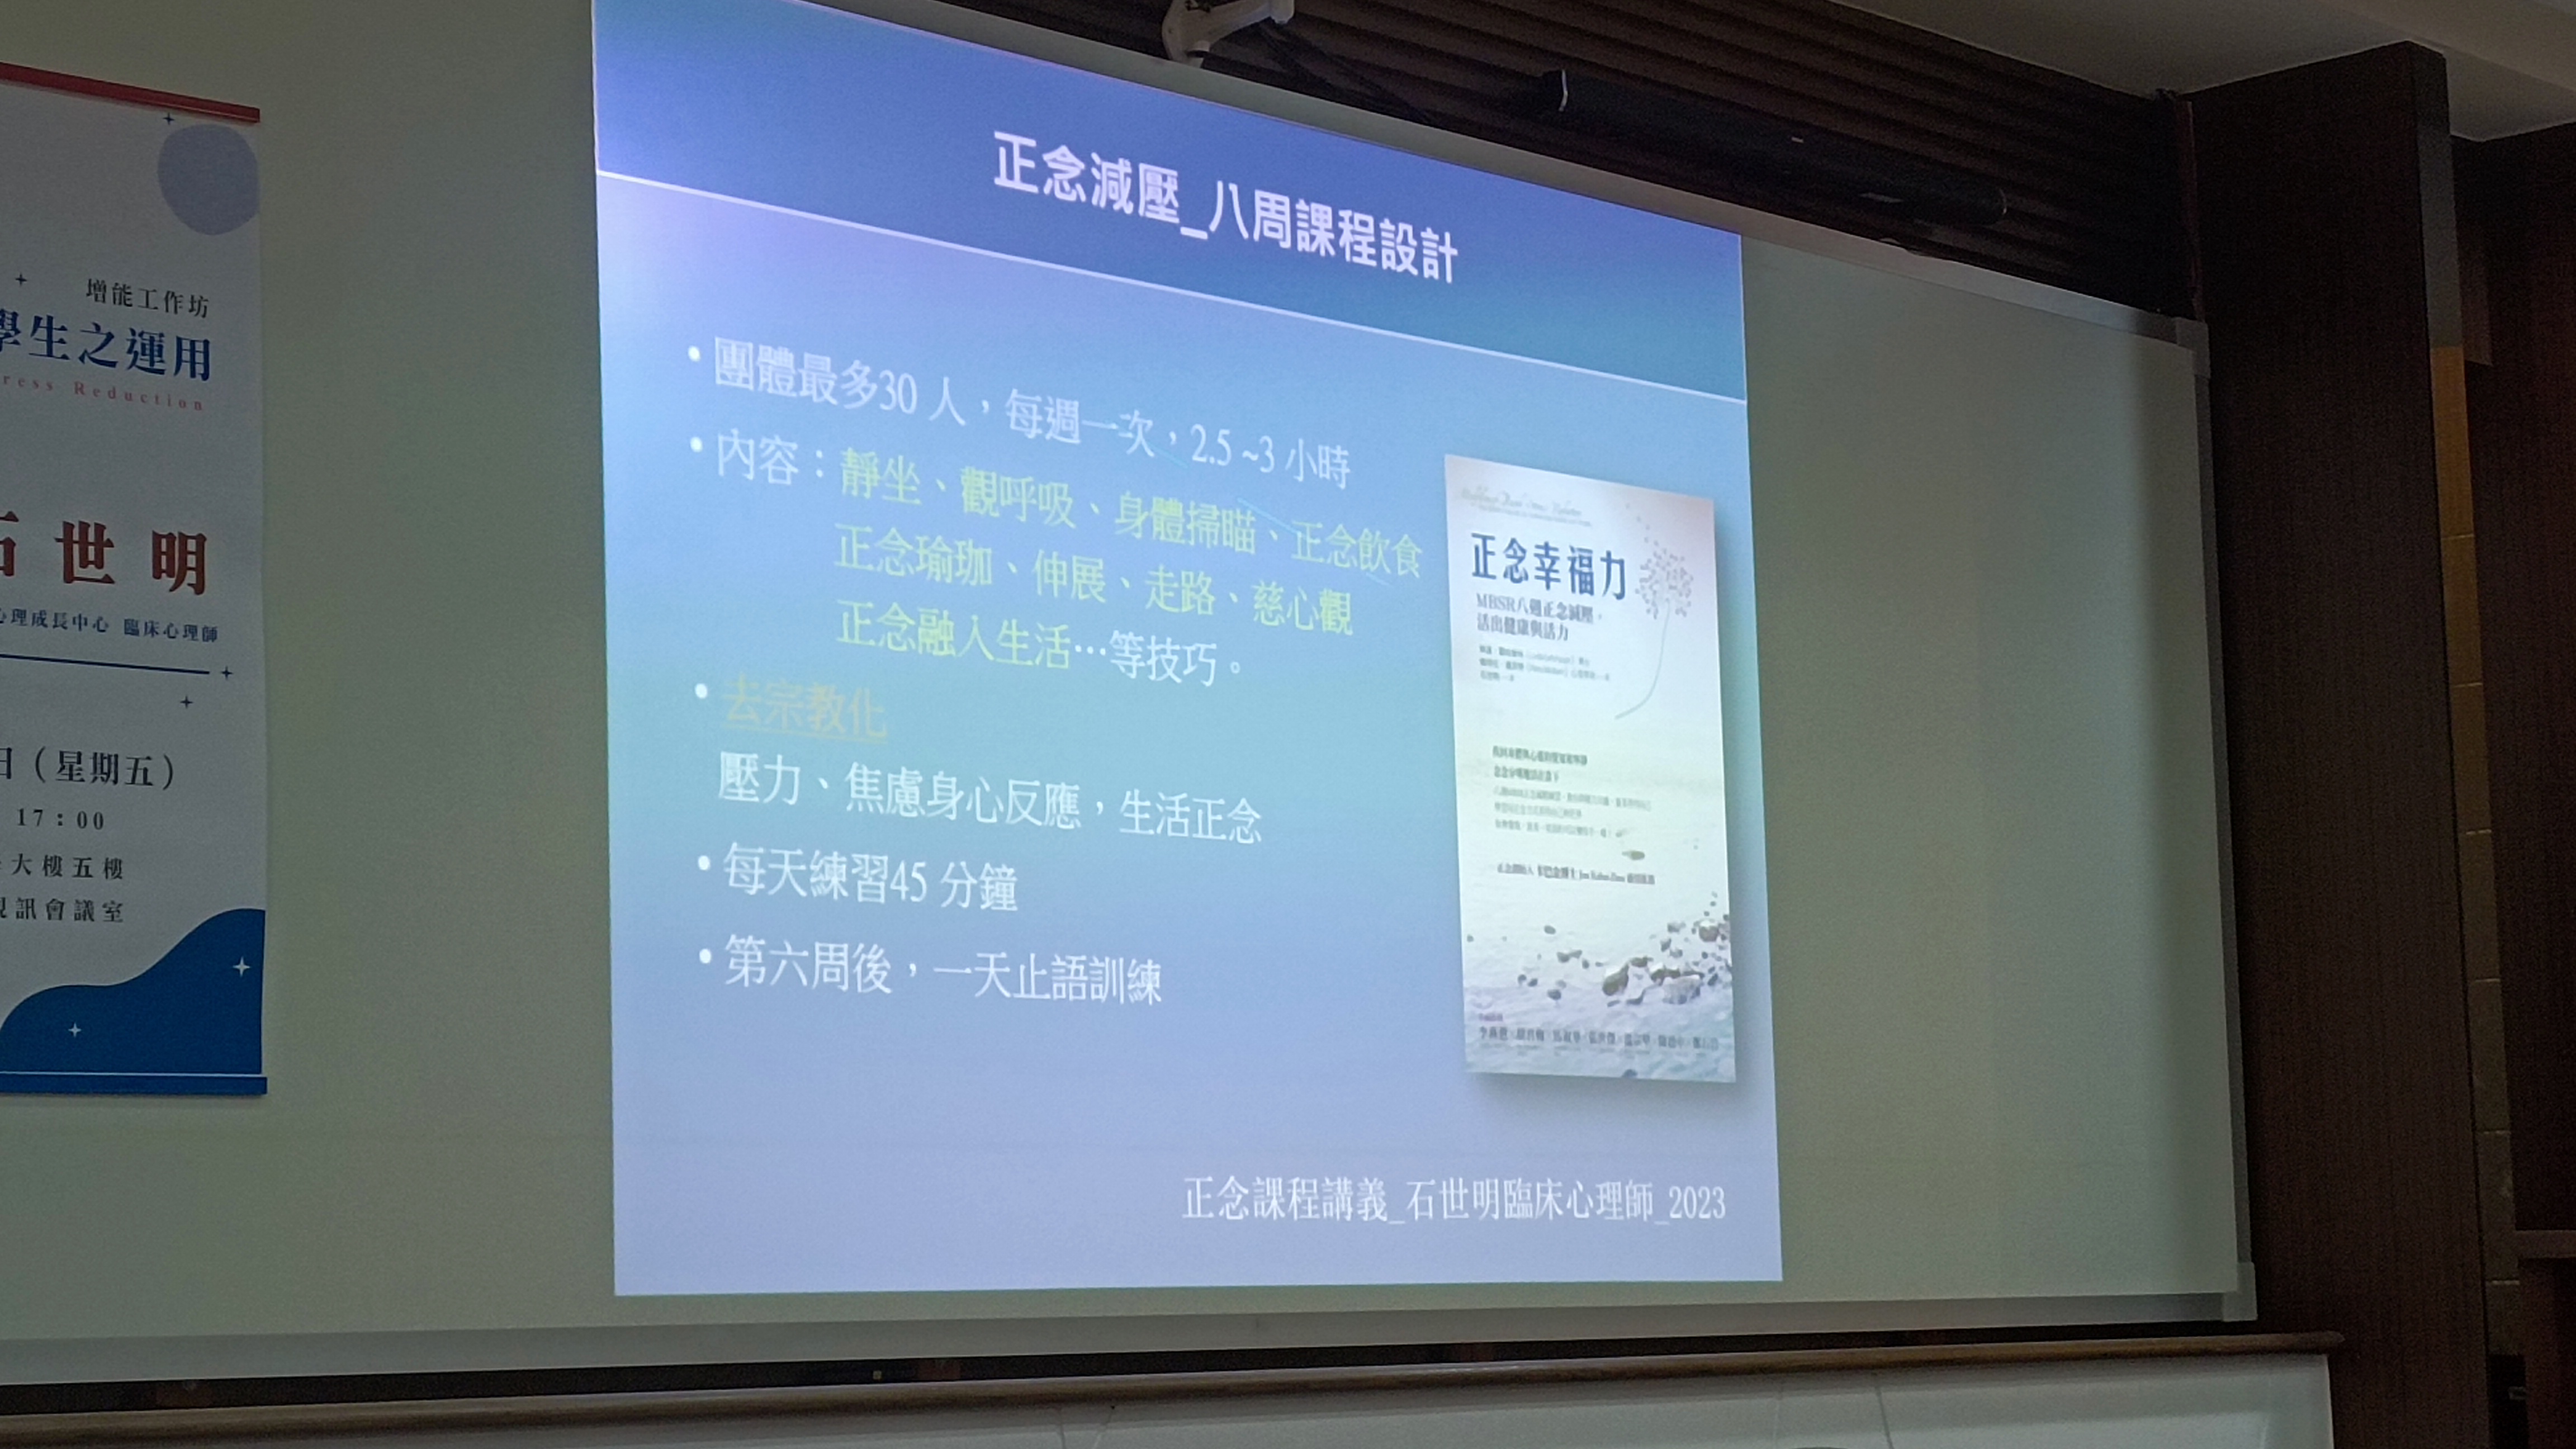 增能工作坊
學生之運用
ress Reduction
石世明
心理成長中心 臨床心理師
日（星期五）
17：00
大樓五樓
視訊會議室
正念減壓_八周課程設計
• 團體最多30 人，每週一次，2.5 ~3 小時
• 內容：靜坐、觀呼吸、身體掃瞄、正念飲食
正念瑜珈、伸展、走路、慈心觀
正念融入生活…等技巧。
• 去宗教化
壓力、焦慮身心反應，生活正念
• 每天練習45 分鐘
• 第六周後，一天止語訓練
正念幸福力
MBSR八週正念減壓，
活出健康與活力
正念課程講義_石世明臨床心理師_2023